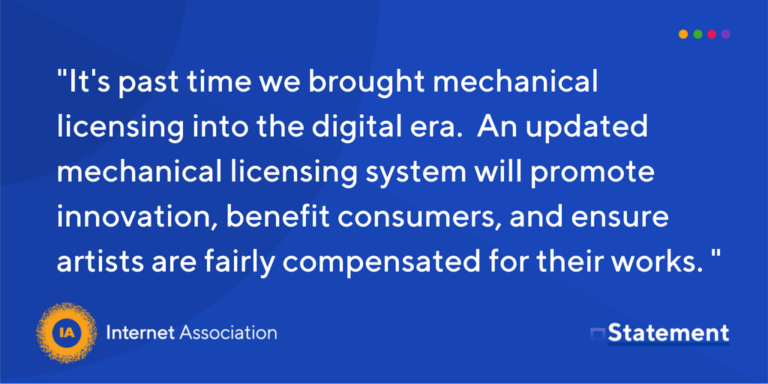 "It's past time we brought mechanical
licensing into the digital era.  An updated
mechanical licensing system will promote
innovation, benefit consumers, and ensure
artists are fairly compensated for their works. "
IA
Internet Association
Statement